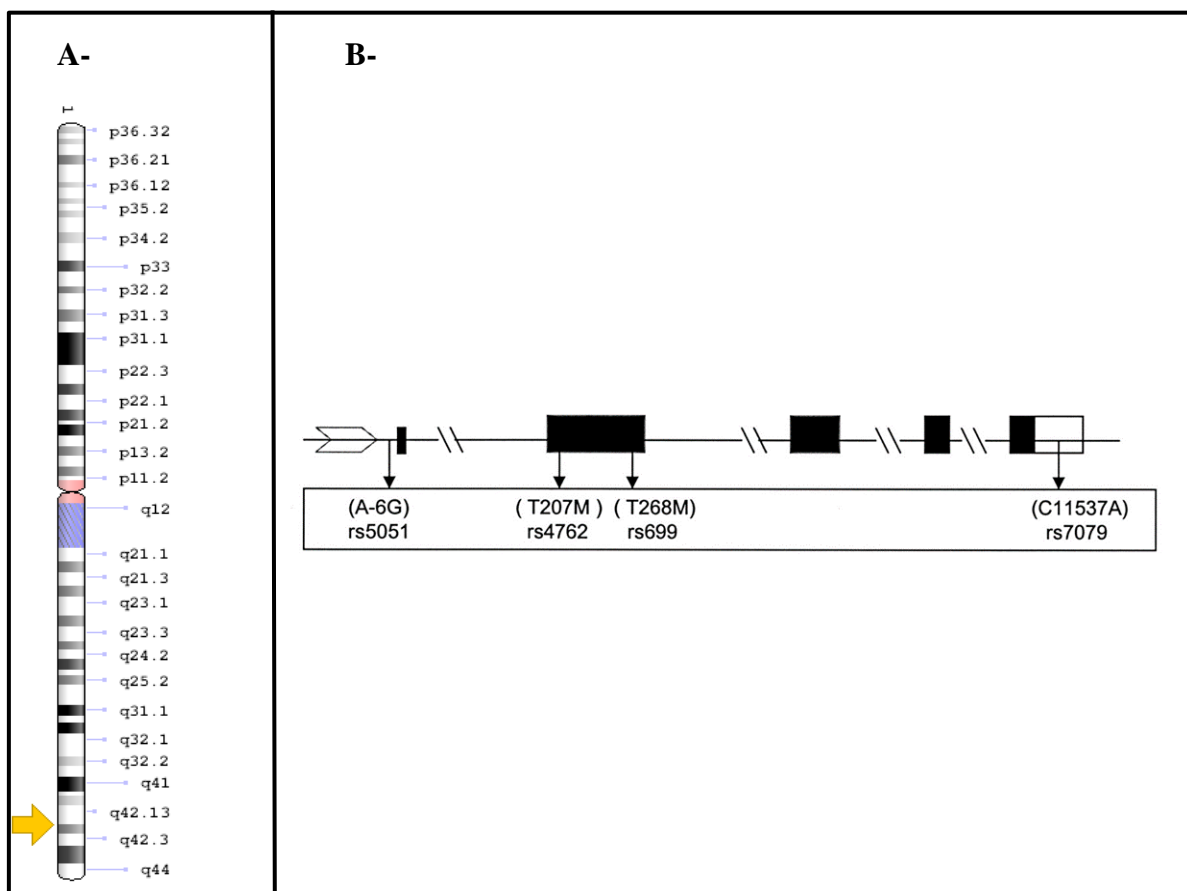 A-
1
p36.32
p36.21
p36.12
p35.2
p34.2
p33
p32.2
p31.3
p31.1
p22.3
p22.1
p21.2
p13.2
p11.2
q12
q21.1
q21.3
q23.1
q23.3
q24.2
q25.2
q31.1
q32.1
q32.2
q41
q42.13
q42.3
q44
B-
(A-6G) ( T207M ) ( T268M) (C11537A)
rs5051 rs4762 rs699 rs7079